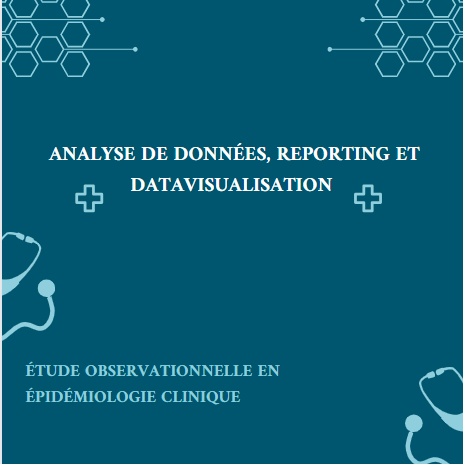 ANALYSE DE DONNÉES, REPORTING ET
DATAVISUALISATION
ÉTUDE OBSERVATIONNELLE EN
ÉPIDÉMIOLOGIE CLINIQUE